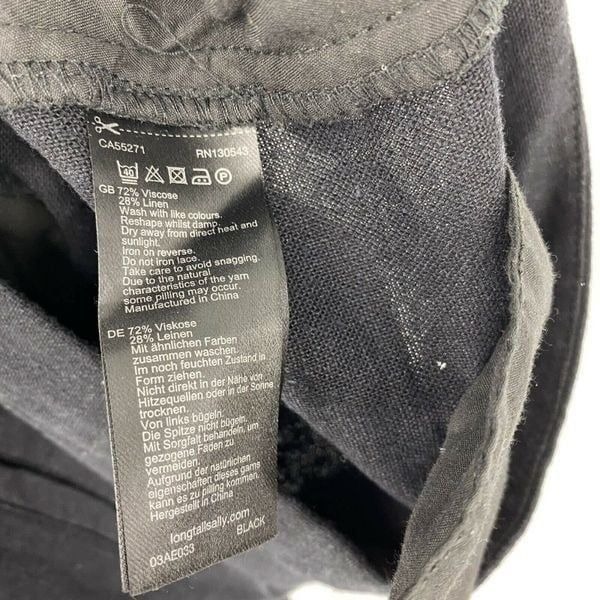 CA55271 RN130543
40 P
GB 72% Viscose
28% Linen
Wash with like colours.
Reshape whilst damp.
Dry away from direct heat and
sunlight.
Iron on reverse.
Do not iron lace.
Take care to avoid snagging.
Due to the natural
characteristics of the yarn
some pilling may occur.
Manufactured in China
DE 72% Viskose
28% Leinen
Mit ähnlichen Farben
zusammen waschen.
Im noch feuchten Zustand in
Form ziehen.
Nicht direkt in der Nähe von
Hitzequellen oder in der Sonne
trocknen.
Von links bügeln.
Die Spitze nicht bügeln.
Mit Sorgfalt behandeln, um
gezogene Fäden zu
vermeiden.
Aufgrund der natürlichen
eigenschaften dieses game
kann es zu pilling kommen.
Hergestellt in China
longtallsally.com
03AE033 BLACK